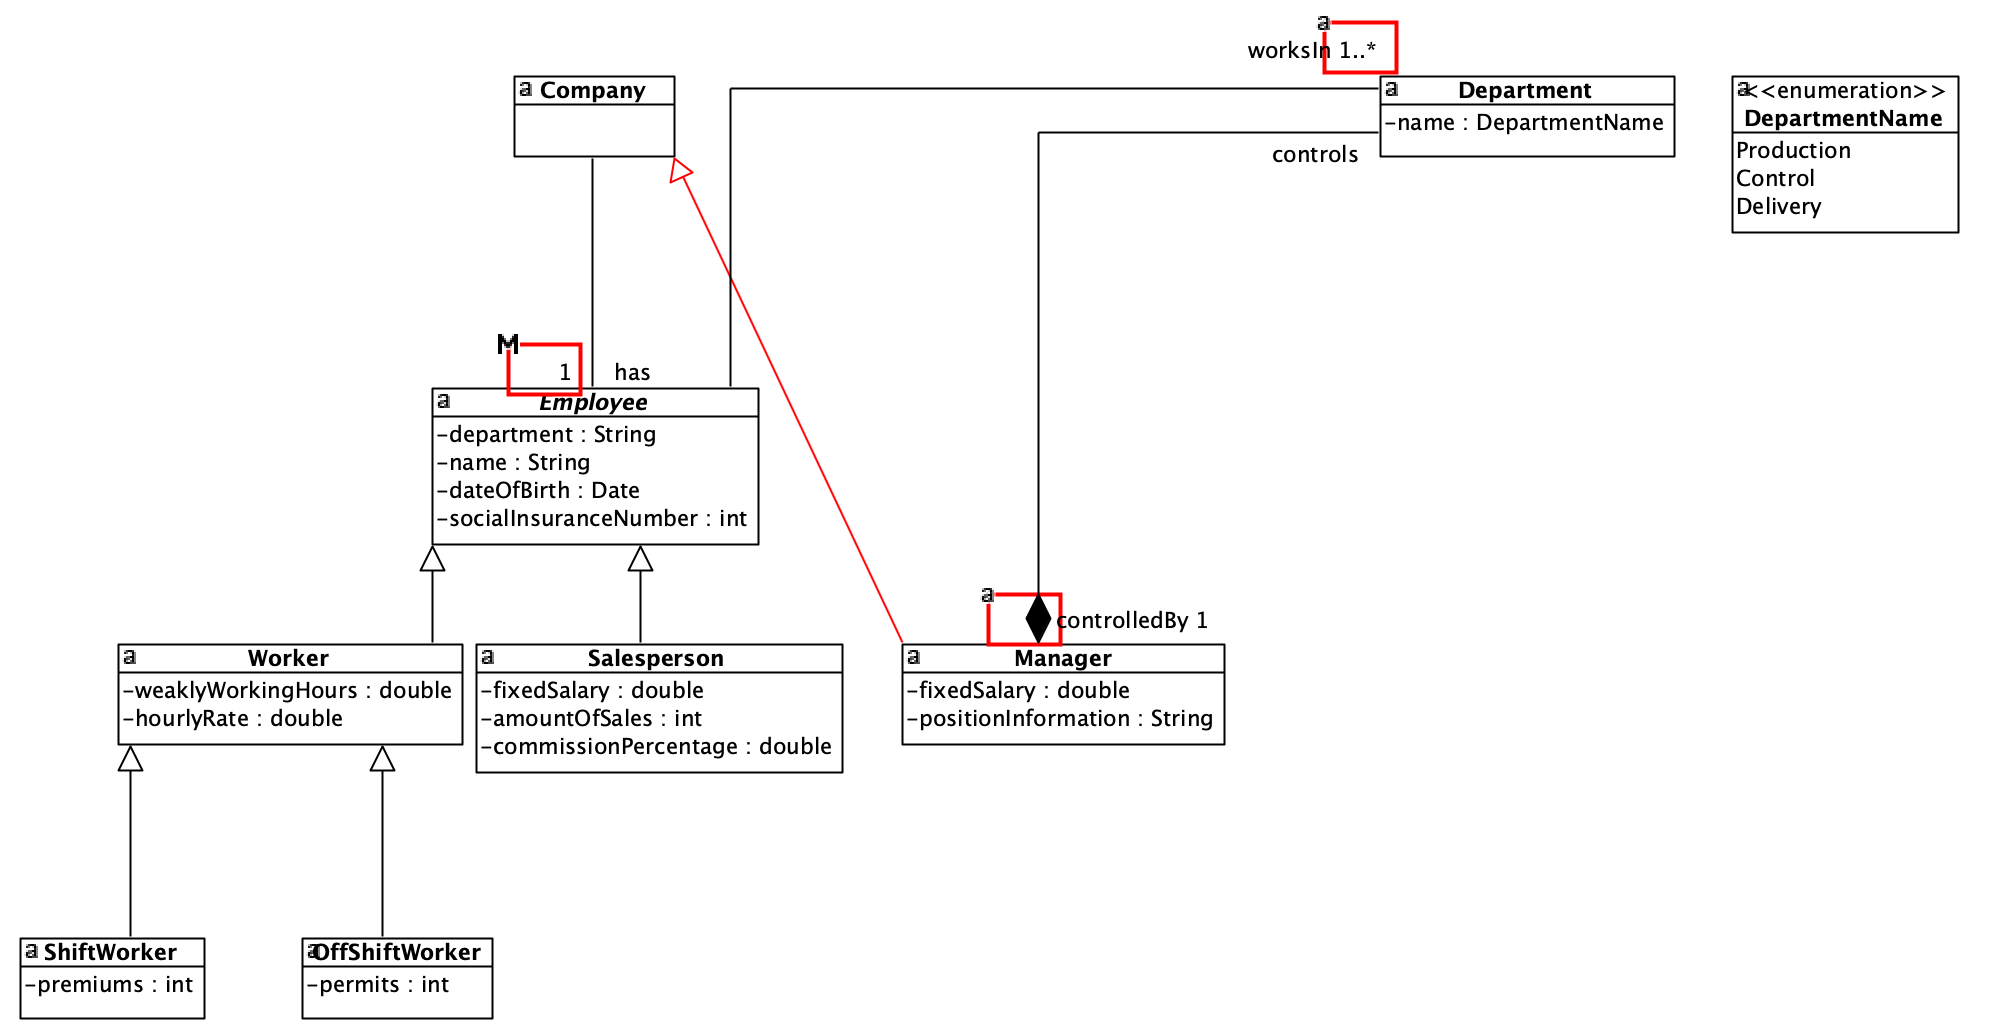 a
worksIn 1..*
a Company
a Department
-name : DepartmentName
controls
a <<enumeration>>
DepartmentName
Production
Control
Delivery
M
1 has
a Employee
-department : String
-name : String
-dateOfBirth : Date
-socialInsuranceNumber : int
a
controlledBy 1
a Worker
-weaklyWorkingHours : double
-hourlyRate : double
a Salesperson
-fixedSalary : double
-amountOfSales : int
-commissionPercentage : double
a Manager
-fixedSalary : double
-positionInformation : String
a ShiftWorker
-premiums : int
a OffShiftWorker
-permits : int